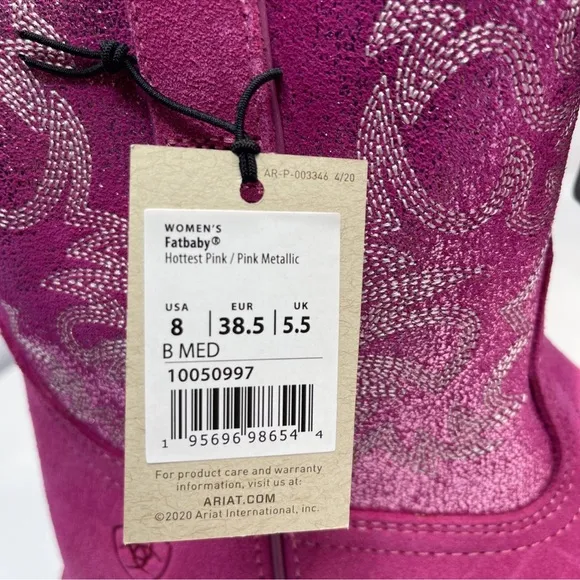 AR-P-003346 4/20
WOMEN'S
Fatbaby®
Hottest Pink / Pink Metallic
USA EUR UK
8 38.5 5.5
B MED
10050997
1 95696 98654 4
For product care and warranty
information, visit us at:
ARIAT.COM
©2020 Ariat International, inc.